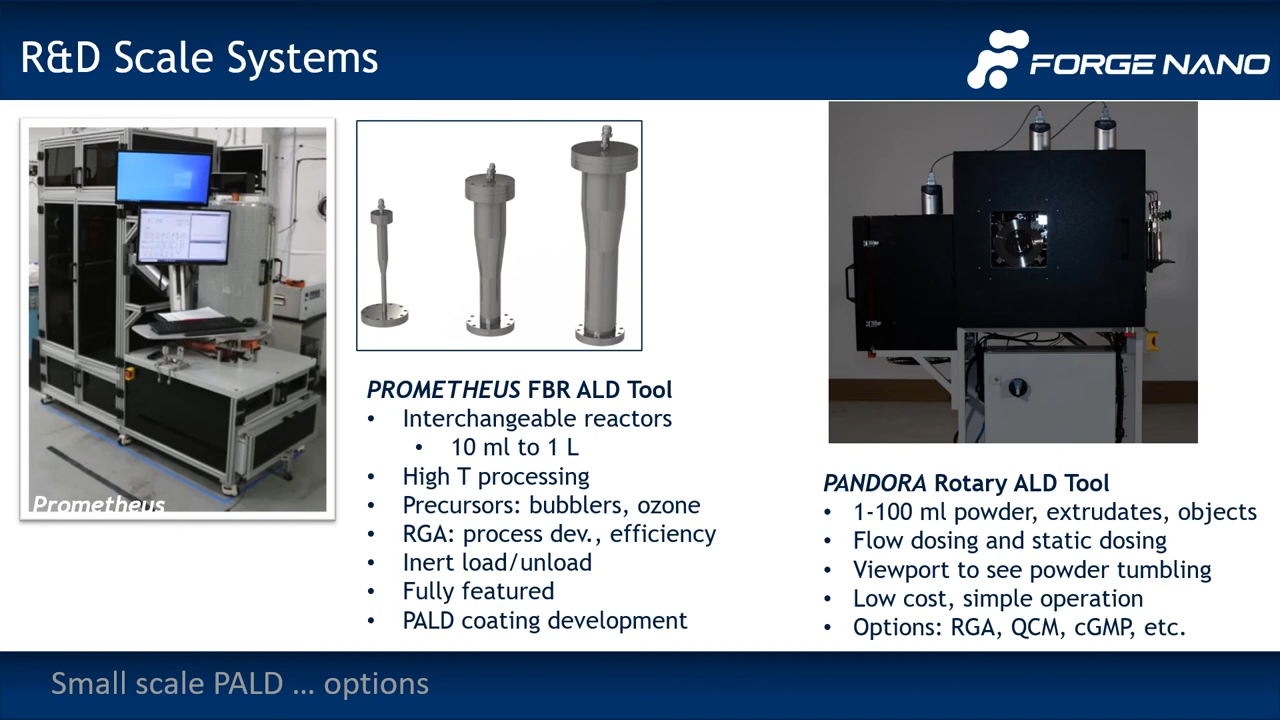 R&D Scale Systems
FORGE NANO
Prometheus
PROMETHEUS FBR ALD Tool
• Interchangeable reactors
• 10 ml to 1 L
• High T processing
• Precursors: bubblers, ozone
• RGA: process dev., efficiency
• Inert load/unload
• Fully featured
• PALD coating development
PANDORA Rotary ALD Tool
• 1-100 ml powder, extrudates, objects
• Flow dosing and static dosing
• Viewport to see powder tumbling
• Low cost, simple operation
• Options: RGA, QCM, cGMP, etc.
Small scale PALD … options